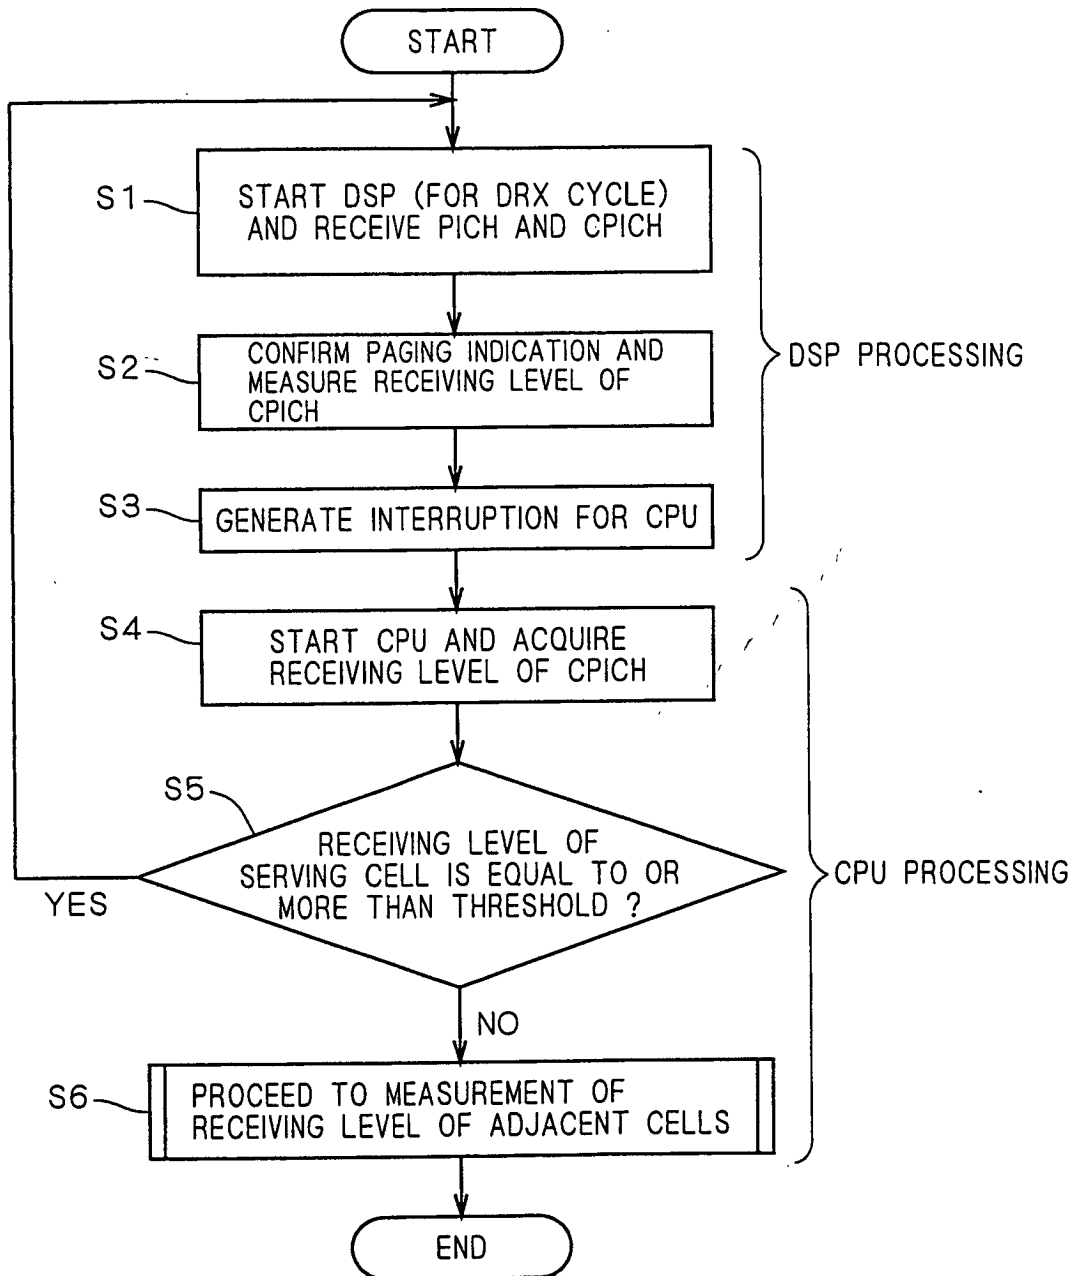 START
S1
START DSP (FOR DRX CYCLE)
AND RECEIVE PICH AND CPICH
S2
CONFIRM PAGING INDICATION AND
MEASURE RECEIVING LEVEL OF
CPICH
DSP PROCESSING
S3
GENERATE INTERRUPTION FOR CPU
S4
START CPU AND ACQUIRE
RECEIVING LEVEL OF CPICH
S5
RECEIVING LEVEL OF
SERVING CELL IS EQUAL TO OR
MORE THAN THRESHOLD ?
CPU PROCESSING
YES
NO
S6
PROCEED TO MEASUREMENT OF
RECEIVING LEVEL OF ADJACENT CELLS
END